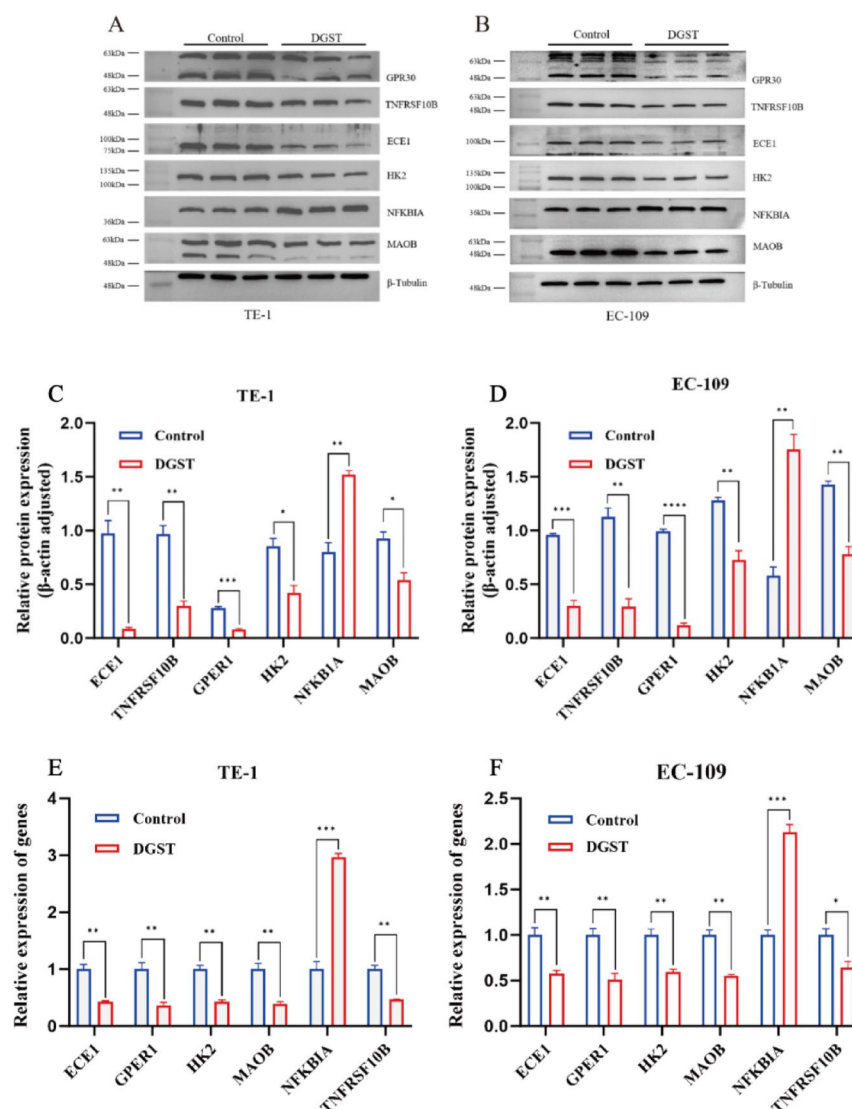 A
Control DGST
63kDa
48kDa
GPR30
63kDa
48kDa
TNFRSF10B
100kDa
75kDa
ECE1
135kDa
100kDa
HK2
36kDa
NFKBIA
63kDa
48kDa
MAOB
48kDa
β-Tubulin
TE-1
B
Control DGST
63kDa
48kDa
GPR30
63kDa
48kDa
TNFRSF10B
100kDa
ECE1
135kDa
100kDa
HK2
36kDa
NFKBIA
63kDa
48kDa
MAOB
48kDa
β-Tubulin
EC-109
C
TE-1
Relative protein expression
(β-actin adjusted)
2.0
1.5
1.0
0.5
0.0
Control
DGST
** ** *** * ** *
ECE1 TNFRSF10B GPER1 HK2 NFKB1A MAOB
D
EC-109
Relative protein expression
(β-actin adjusted)
2.0
1.5
1.0
0.5
0.0
Control
DGST
*** ** **** ** ** **
ECE1 TNFRSF10B GPER1 HK2 NFKB1A MAOB
E
TE-1
Relative expression of genes
4
3
2
1
0
Control
DGST
** ** ** ** *** **
ECE1 GPER1 HK2 MAOB NFKBIA TNFRSF10B
F
EC-109
Relative expression of genes
2.5
2.0
1.5
1.0
0.5
0.0
Control
DGST
** ** ** ** *** *
ECE1 GPER1 HK2 MAOB NFKBIA TNFRSF10B